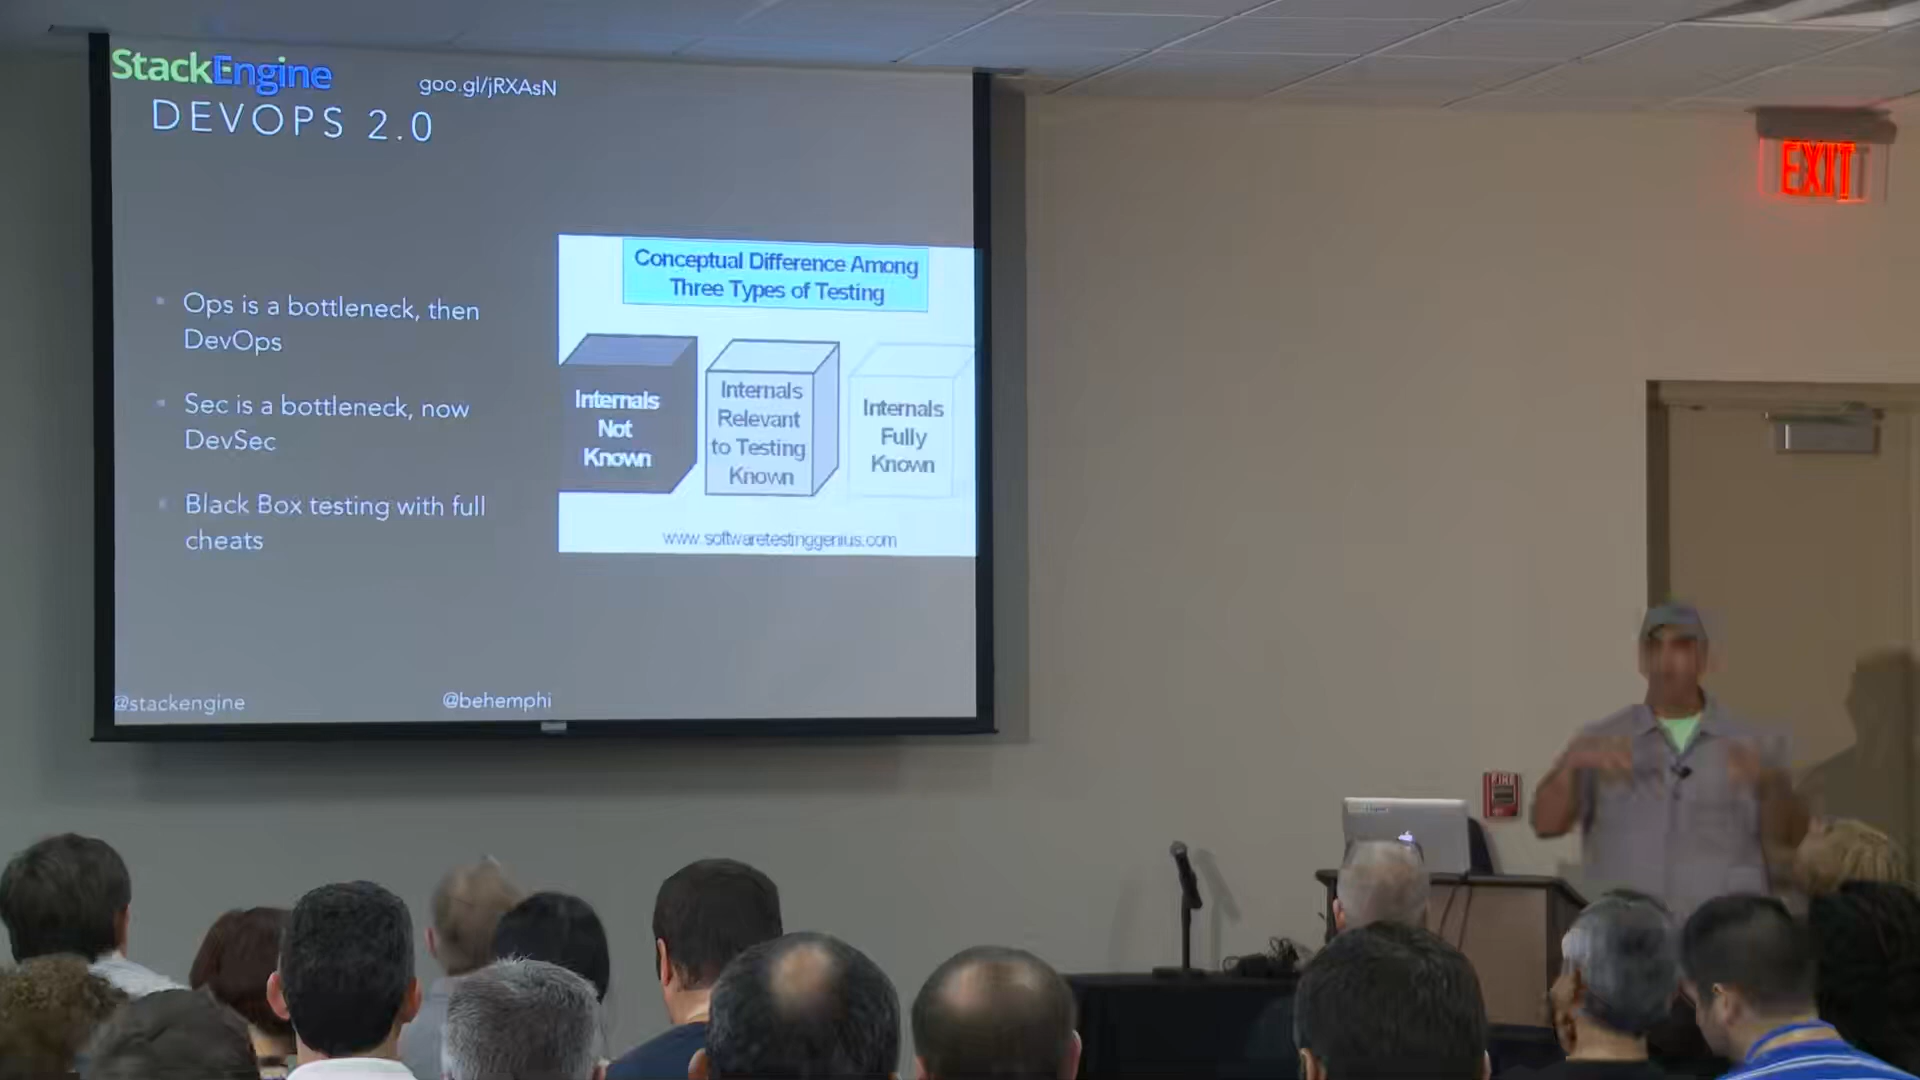 StackEngine
goo.gl/jRXAsN
DEVOPS 2.0
Ops is a bottleneck, then
DevOps
Sec is a bottleneck, now
DevSec
Black Box testing with full
cheats
Conceptual Difference Among
Three Types of Testing
Internals
Not
Known
Internals
Relevant
to Testing
Known
Internals
Fully
Known
www.softwaretestinggenius.com
@stackengine
@behemphi
EXIT
FIRE